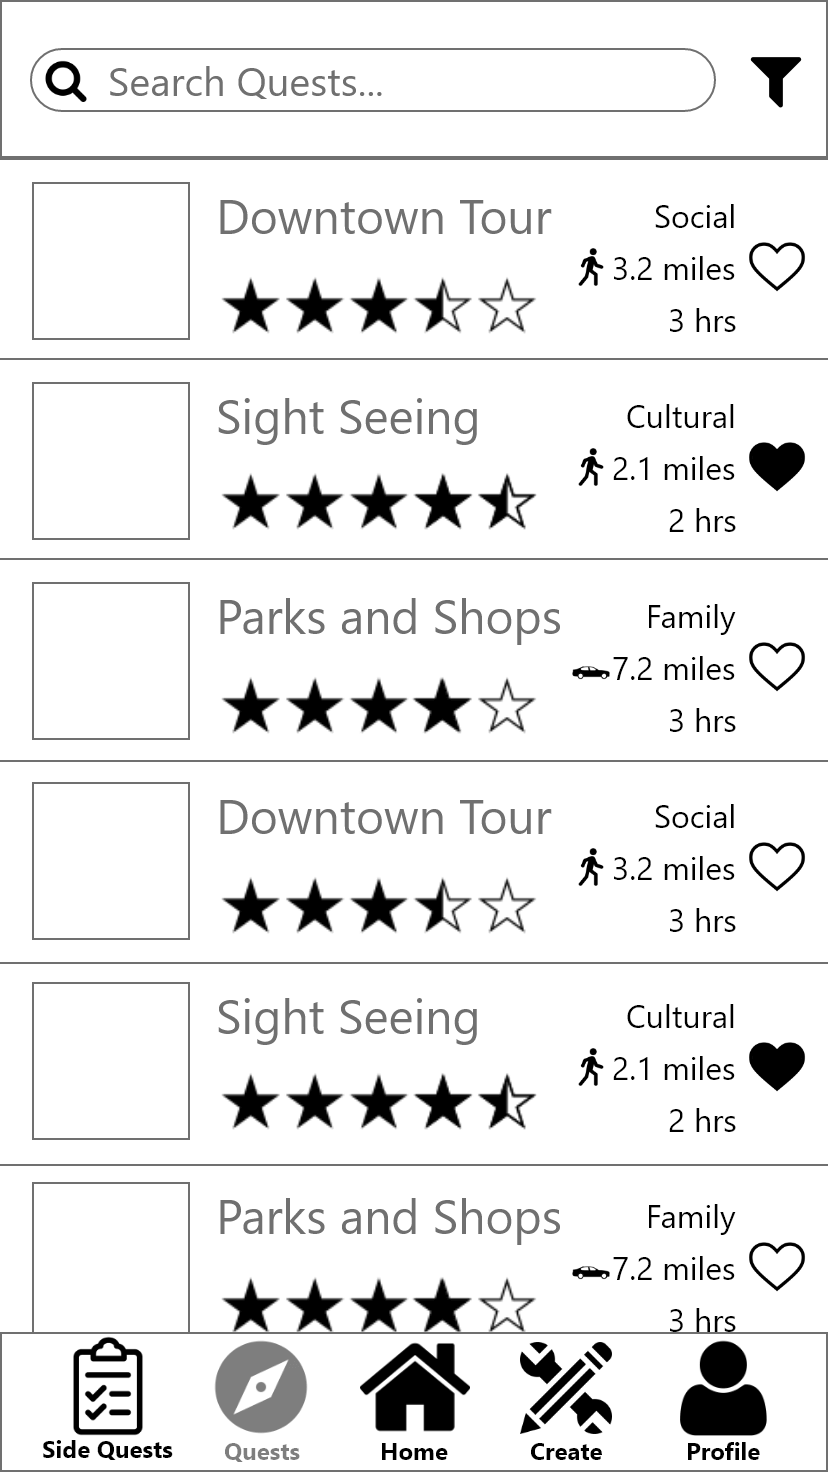 Search Quests...
Downtown Tour
Social
3.2 miles
3 hrs
Sight Seeing
Cultural
2.1 miles
2 hrs
Parks and Shops
Family
7.2 miles
3 hrs
Downtown Tour
Social
3.2 miles
3 hrs
Sight Seeing
Cultural
2.1 miles
2 hrs
Parks and Shops
Family
7.2 miles
3 hrs
Side Quests
Quests
Home
Create
Profile